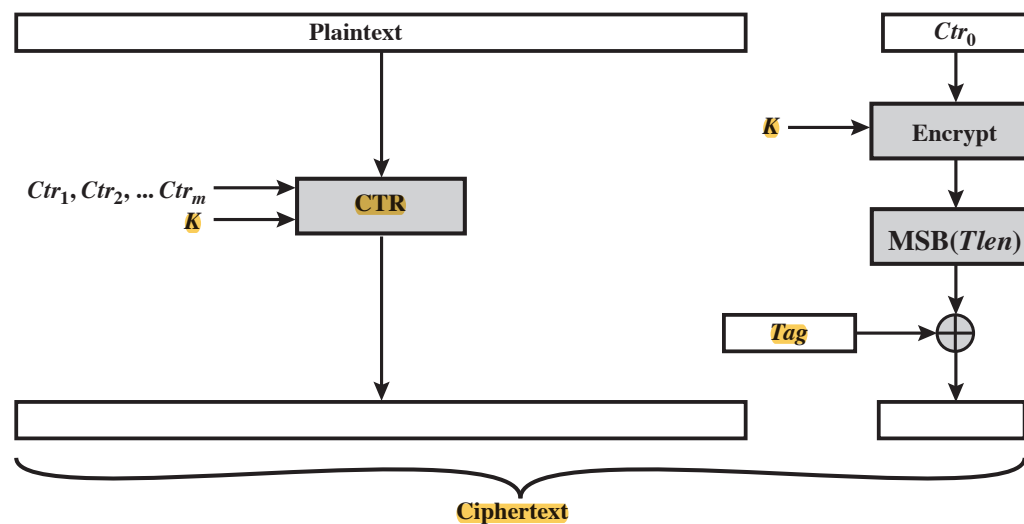 Plaintext
Ctr0
K
Encrypt
Ctr1, Ctr2, ... Ctrm
K
CTR
MSB(Tlen)
Tag
Ciphertext